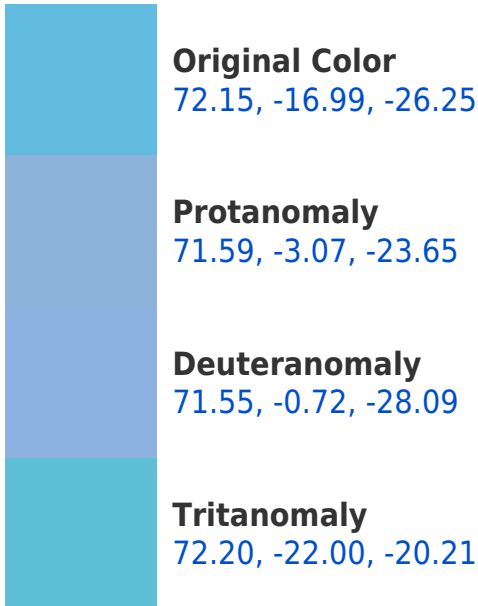 Original Color
72.15, -16.99, -26.25
Protanomaly
71.59, -3.07, -23.65
Deuteranomaly
71.55, -0.72, -28.09
Tritanomaly
72.20, -22.00, -20.21